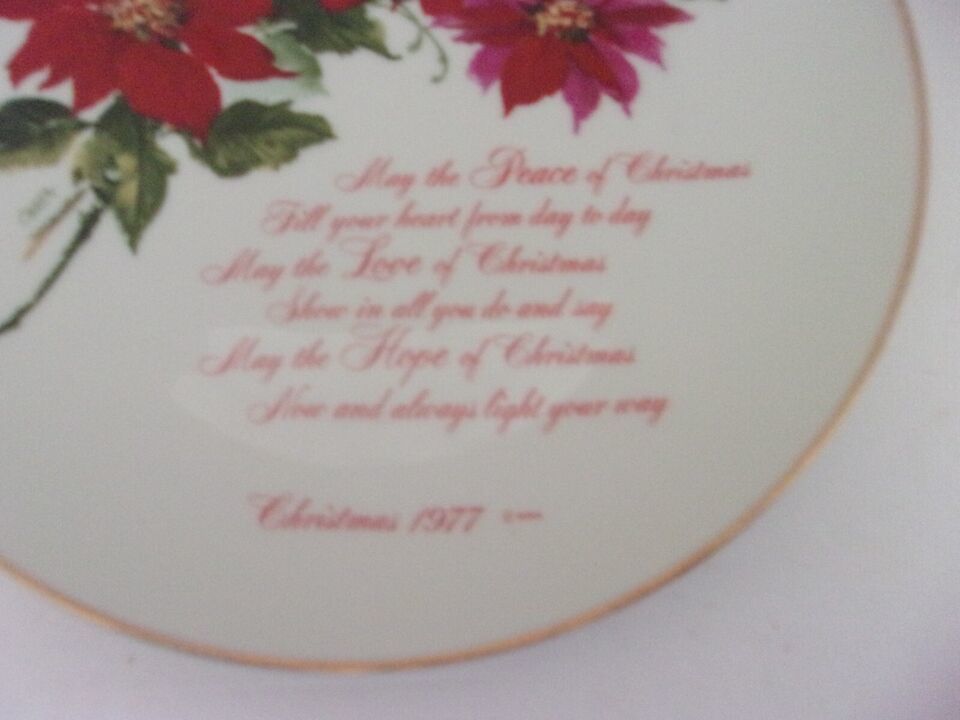 May the Peace of Christmas
Fill your heart from day to day
May the Love of Christmas
Show in all you do and say
May the Hope of Christmas
Now and always light your way
Christmas 1977